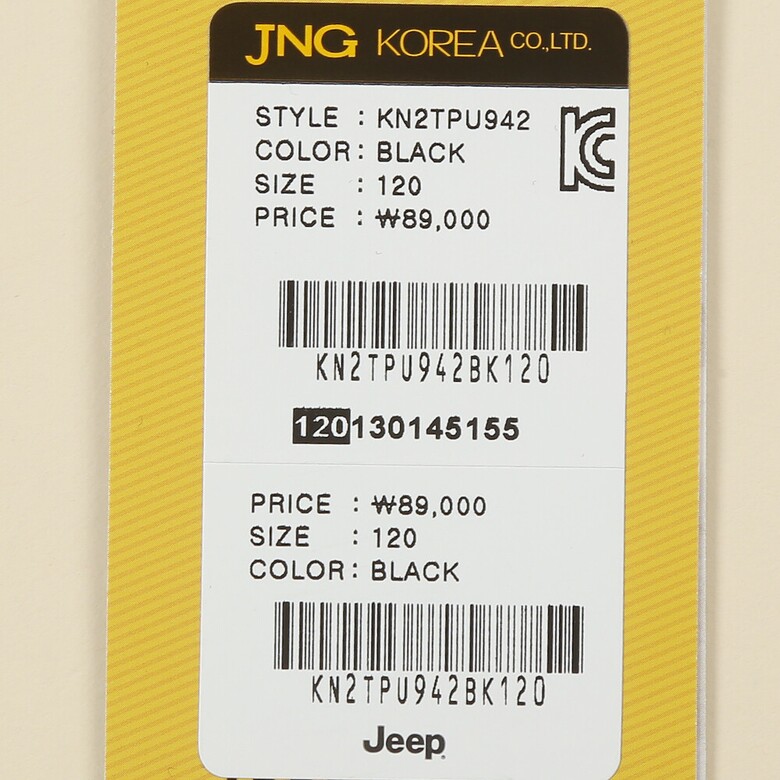 JNG KOREA CO.,LTD.
STYLE : KN2TPU942
COLOR : BLACK
SIZE : 120
PRICE : ₩89,000
KC
KN2TPU942BK120
120130145155
PRICE : ₩89,000
SIZE : 120
COLOR : BLACK
KN2TPU942BK120
Jeep